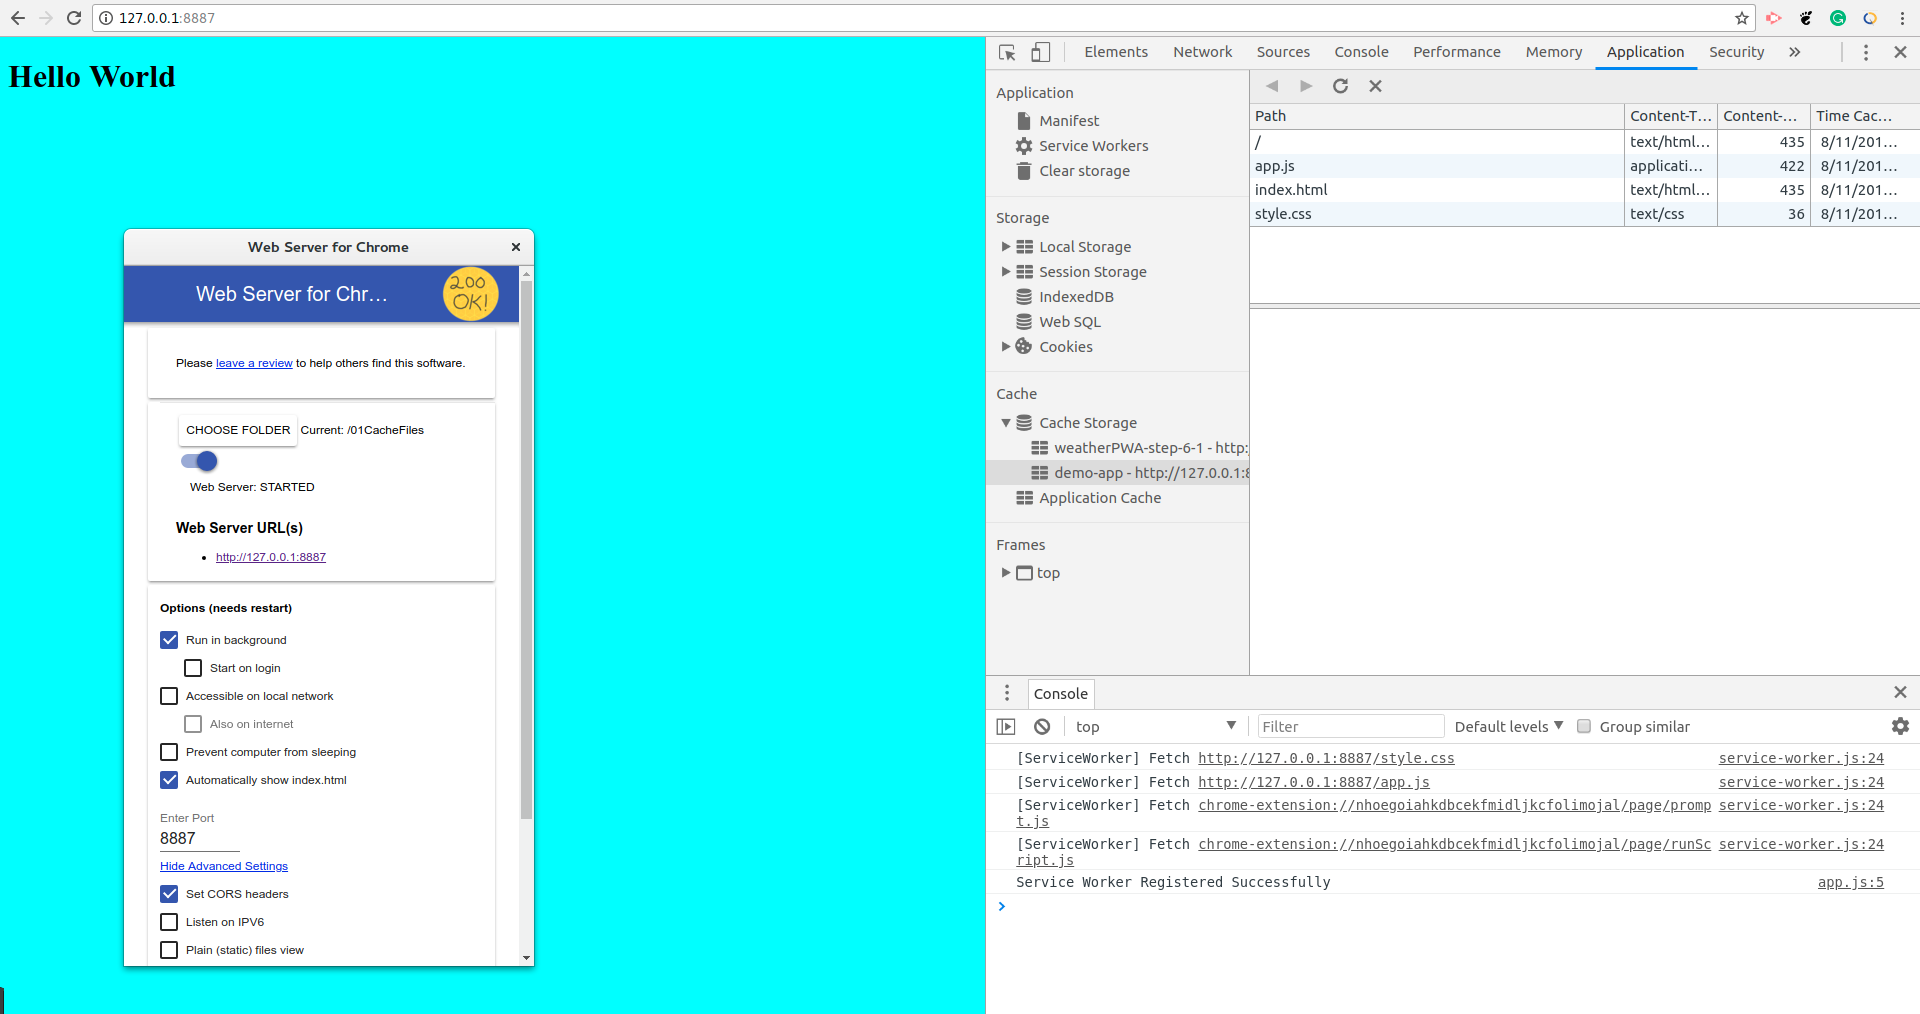 127.0.0.1:8887
Hello World
Web Server for Chrome
Web Server for Chr…
200
OK!
Please leave a review to help others find this software.
CHOOSE FOLDER Current: /01CacheFiles
Web Server: STARTED
Web Server URL(s)
• http://127.0.0.1:8887
Options (needs restart)
Run in background
Start on login
Accessible on local network
Also on internet
Prevent computer from sleeping
Automatically show index.html
Enter Port
8887
Hide Advanced Settings
Set CORS headers
Listen on IPV6
Plain (static) files view
Elements Network Sources Console Performance Memory Application Security
Application
Manifest
Service Workers
Clear storage
Storage
Local Storage
Session Storage
IndexedDB
Web SQL
Cookies
Cache
Cache Storage
weatherPWA-step-6-1 - http:
demo-app - http://127.0.0.1:8
Application Cache
Frames
top
Path Content-T… Content-… Time Cac…
/ text/html… 435 8/11/201…
app.js applicati… 422 8/11/201…
index.html text/html… 435 8/11/201…
style.css text/css 36 8/11/201…
Console
top Filter Default levels Group similar
[ServiceWorker] Fetch http://127.0.0.1:8887/style.css service-worker.js:24
[ServiceWorker] Fetch http://127.0.0.1:8887/app.js service-worker.js:24
[ServiceWorker] Fetch chrome-extension://nhoegoiahkdbcekfmidljkcfolimojal/page/promp service-worker.js:24
t.js
[ServiceWorker] Fetch chrome-extension://nhoegoiahkdbcekfmidljkcfolimojal/page/runSc service-worker.js:24
ript.js
Service Worker Registered Successfully app.js:5